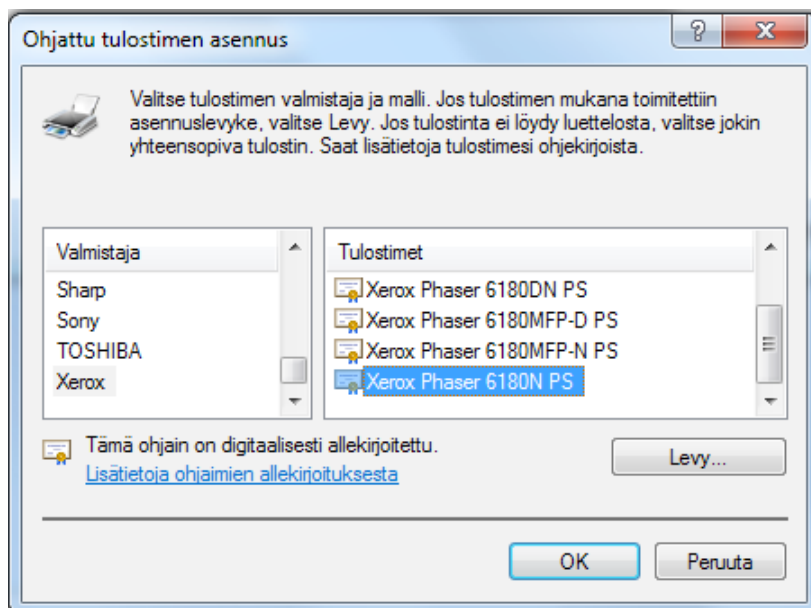 Ohjattu tulostimen asennus
Valitse tulostimen valmistaja ja malli. Jos tulostimen mukana toimitettiin
asennuslevyke, valitse Levy. Jos tulostinta ei löydy luettelosta, valitse jokin
yhteensopiva tulostin. Saat lisätietoja tulostimesi ohjekirjoista.
Valmistaja
Sharp
Sony
TOSHIBA
Xerox
Tulostimet
Xerox Phaser 6180DN PS
Xerox Phaser 6180MFP-D PS
Xerox Phaser 6180MFP-N PS
Xerox Phaser 6180N PS
Tämä ohjain on digitaalisesti allekirjoitettu.
Lisätietoja ohjaimien allekirjoituksesta
Levy...
OK
Peruuta